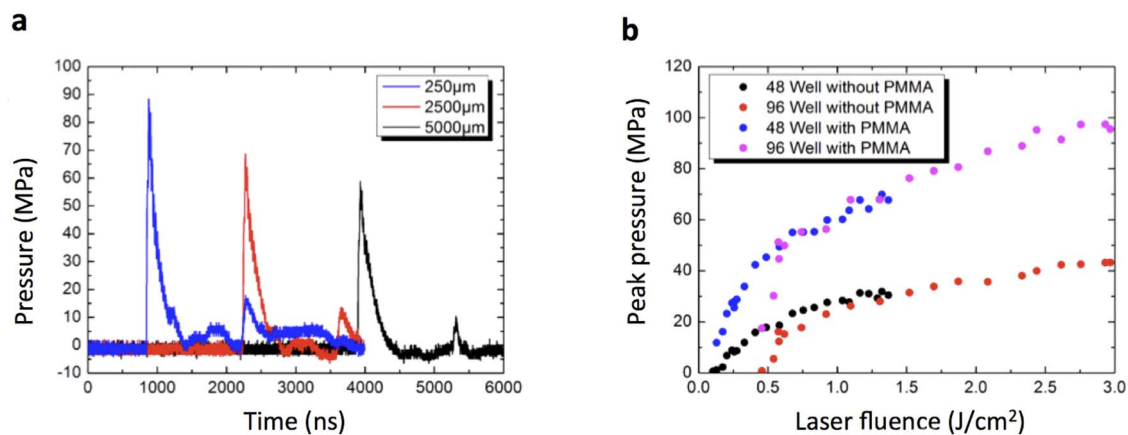 a
100
90
80
70
60
50
40
30
20
10
0
-10
Pressure (MPa)
250μm
2500μm
5000μm
0 1000 2000 3000 4000 5000 6000
Time (ns)
b
120
100
80
60
40
20
0
Peak pressure (MPa)
48 Well without PMMA
96 Well without PMMA
48 Well with PMMA
96 Well with PMMA
0.0 0.5 1.0 1.5 2.0 2.5 3.0
Laser fluence (J/cm²)